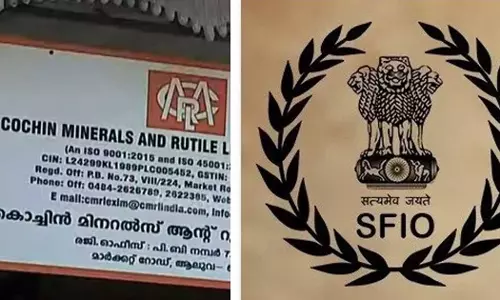 CMRL
COCHIN MINERALS AND RUTILE L
(An ISO 9001:2015 and ISO 45001:
CIN: L24299KL1989PLC005452, GSTIN:
Regd. Off: P.B. No.73, VIII/224, Market Ro
Phone: Off: 0484-2626789, 2622395, Web
E mail:cmrlexim@cmrlindia.com, Info
കൊച്ചിൻ മിനറൽസ് ആന്റ് റൂ
രജി.ഓഫീസ് : പി.ബി നമ്പർ 7
മാർക്കറ്റ് റോഡ്, ആലുവ–
सत्यमेव जयते
SFIO